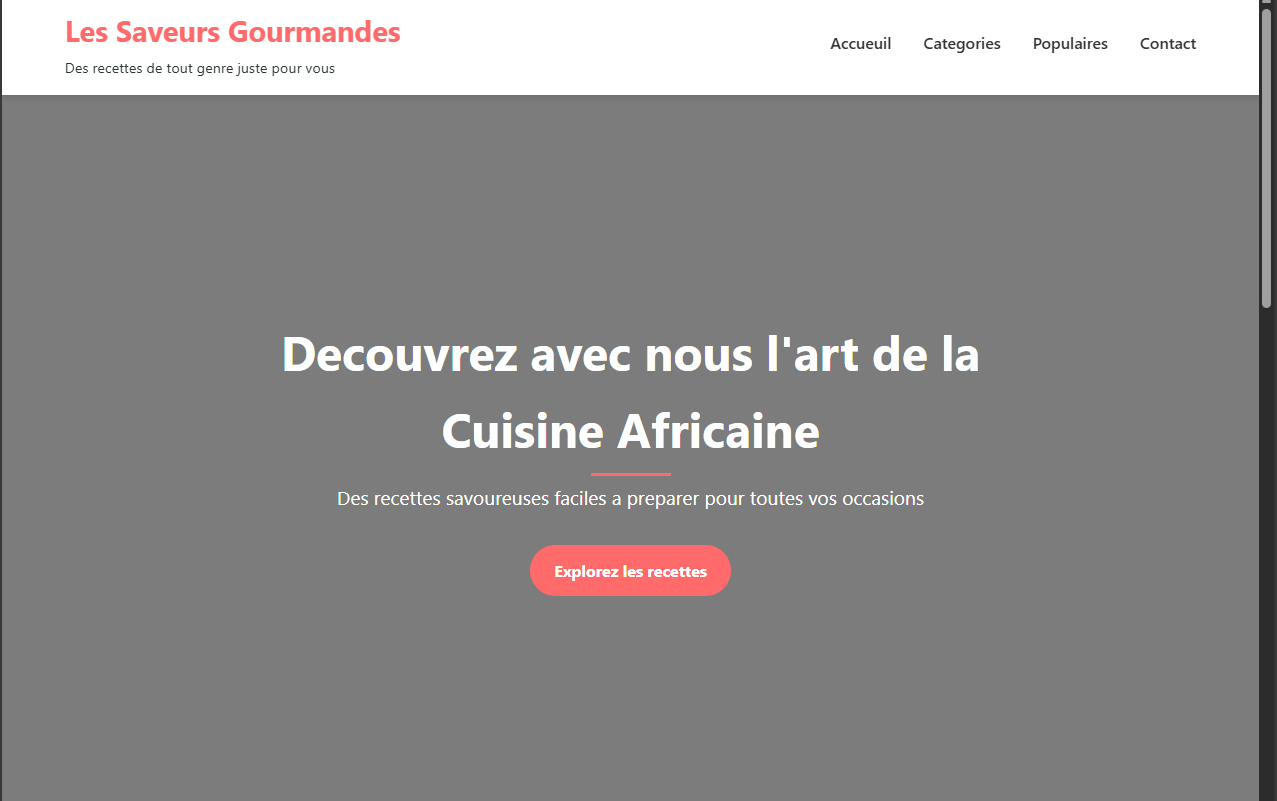 Les Saveurs Gourmandes
Des recettes de tout genre juste pour vous
Accueuil Categories Populaires Contact
Decouvrez avec nous l'art de la
Cuisine Africaine
Des recettes savoureuses faciles a preparer pour toutes vos occasions
Explorez les recettes